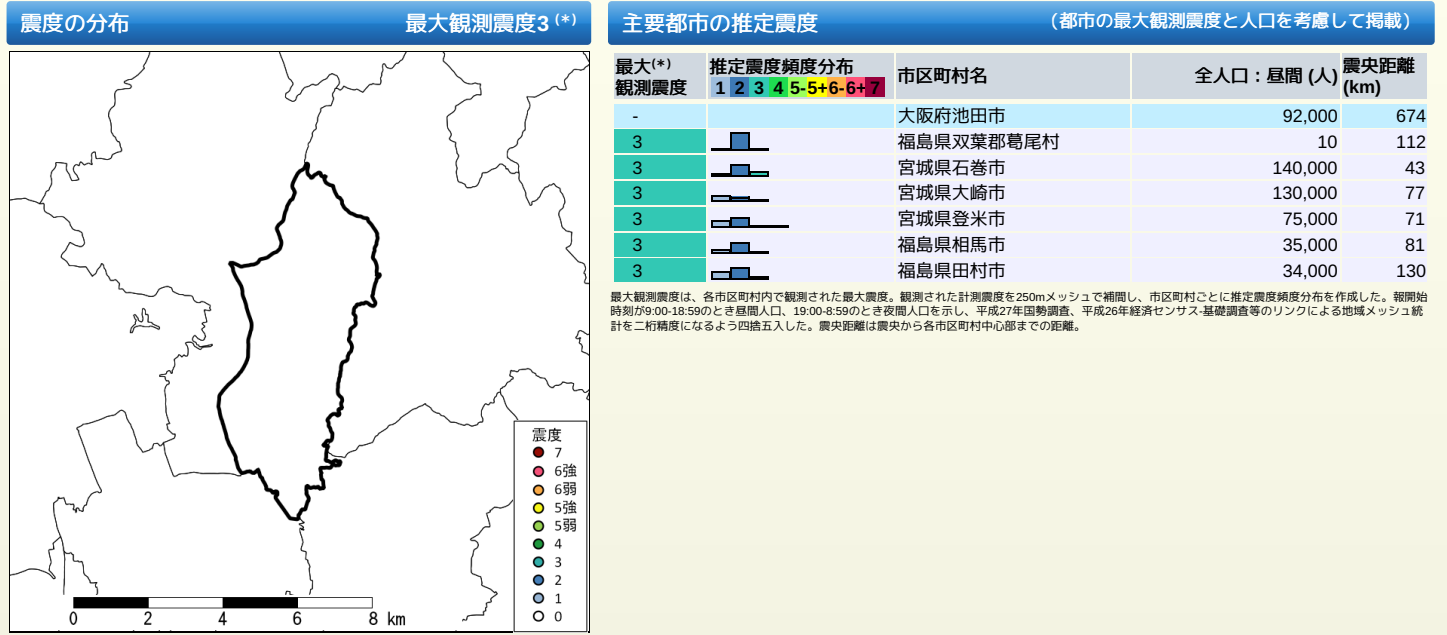 震度の分布 最大観測震度3 (*)
震度
7
6強
6弱
5強
5弱
4
3
2
1
0
0 2 4 6 8 km
主要都市の推定震度 (都市の最大観測震度と人口を考慮して掲載)
最大(*)観測震度 推定震度頻度分布 1 2 3 4 5- 5+ 6- 6+ 7 市区町村名 全人口：昼間 (人) 震央距離(km)
- 大阪府池田市 92,000 674
3 福島県双葉郡葛尾村 10 112
3 宮城県石巻市 140,000 43
3 宮城県大崎市 130,000 77
3 宮城県登米市 75,000 71
3 福島県相馬市 35,000 81
3 福島県田村市 34,000 130
最大観測震度は、各市区町村内で観測された最大震度。観測された計測震度を250mメッシュで補間し、市区町村ごとに推定震度頻度分布を作成した。報開始
時刻が9:00-18:59のとき昼間人口、19:00-8:59のとき夜間人口を示し、平成27年国勢調査、平成26年経済センサス-基礎調査等のリンクによる地域メッシュ統
計を二桁精度になるよう四捨五入した。震央距離は震央から各市区町村中心部までの距離。